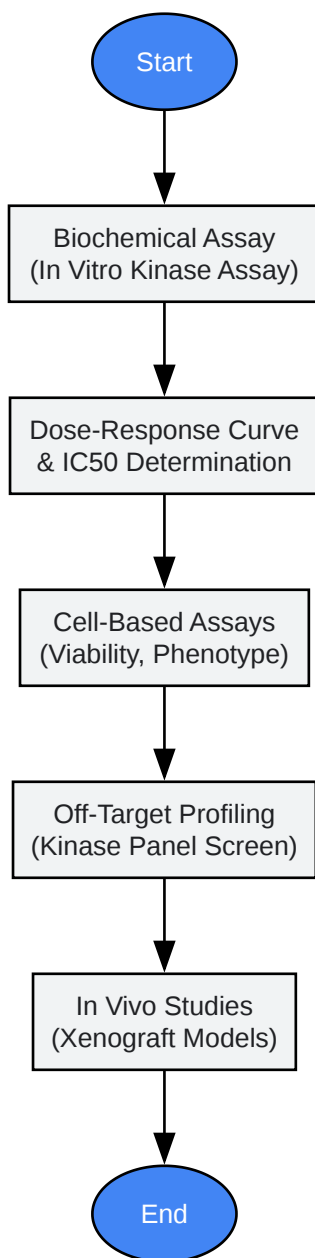 Start
Biochemical Assay
(In Vitro Kinase Assay)
Dose-Response Curve
& IC50 Determination
Cell-Based Assays
(Viability, Phenotype)
Off-Target Profiling
(Kinase Panel Screen)
In Vivo Studies
(Xenograft Models)
End